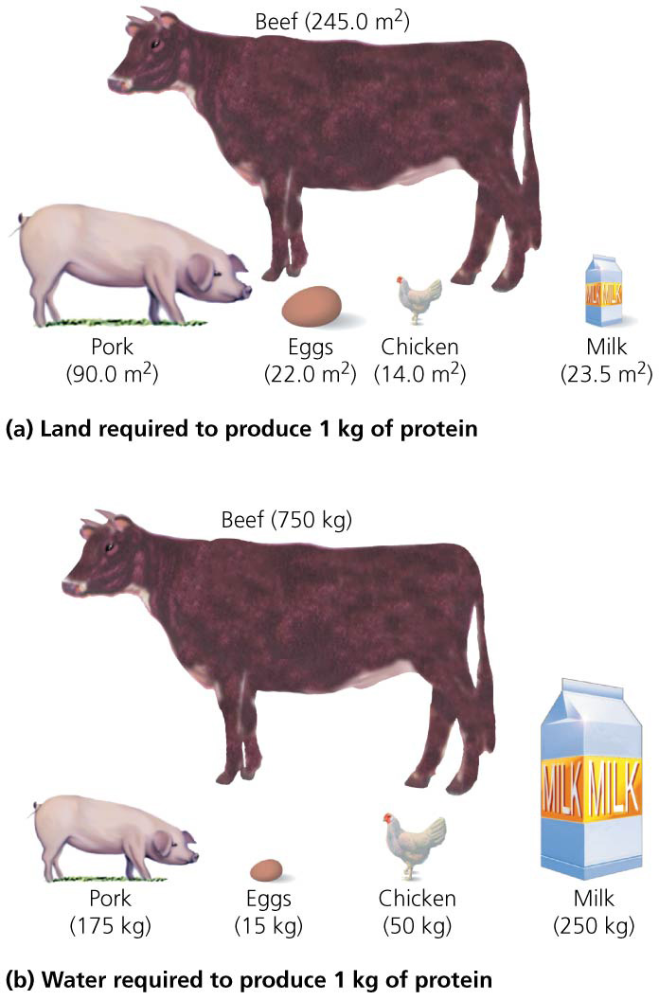 Beef (245.0 m²)
MILK MILK
Pork
(90.0 m²)
Eggs
(22.0 m²)
Chicken
(14.0 m²)
Milk
(23.5 m²)
(a) Land required to produce 1 kg of protein
Beef (750 kg)
MILK MILK
Pork
(175 kg)
Eggs
(15 kg)
Chicken
(50 kg)
Milk
(250 kg)
(b) Water required to produce 1 kg of protein